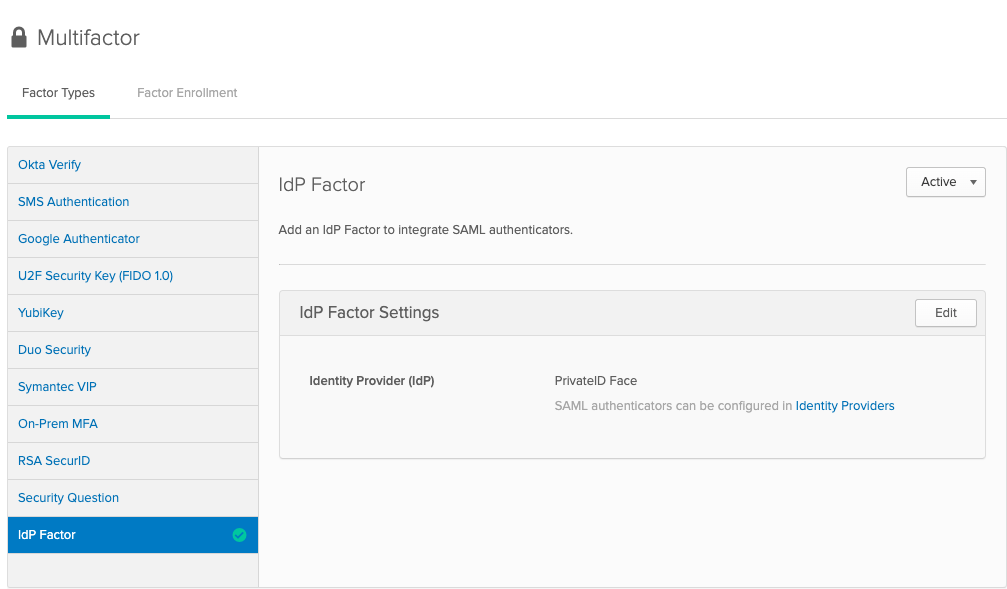 Multifactor
Factor Types
Factor Enrollment
Okta Verify
SMS Authentication
Google Authenticator
U2F Security Key (FIDO 1.0)
YubiKey
Duo Security
Symantec VIP
On-Prem MFA
RSA SecurID
Security Question
IdP Factor
IdP Factor
Active
Add an IdP Factor to integrate SAML authenticators.
IdP Factor Settings
Edit
Identity Provider (IdP)
PrivateID Face
SAML authenticators can be configured in Identity Providers